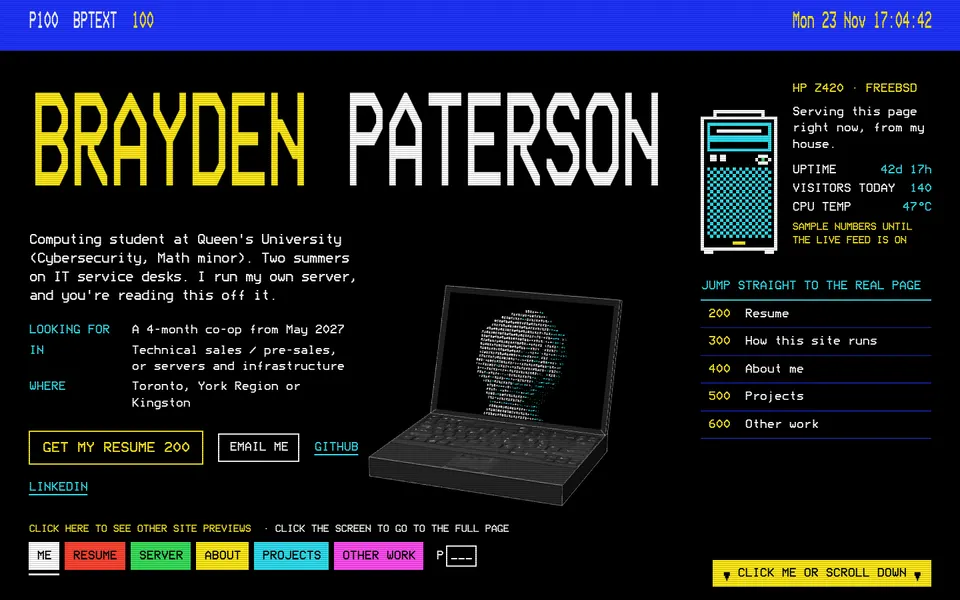 P100 BPTEXT 100
Mon 23 Nov 17:04:42
BRAYDEN PATERSON
Computing student at Queen's University
(Cybersecurity, Math minor). Two summers
on IT service desks. I run my own server,
and you're reading this off it.
LOOKING FOR A 4-month co-op from May 2027
IN Technical sales / pre-sales,
or servers and infrastructure
WHERE Toronto, York Region or
Kingston
GET MY RESUME 200 EMAIL ME GITHUB
LINKEDIN
CLICK HERE TO SEE OTHER SITE PREVIEWS · CLICK THE SCREEN TO GO TO THE FULL PAGE
ME RESUME SERVER ABOUT PROJECTS OTHER WORK P ___
HP Z420 · FREEBSD
Serving this page
right now, from my
house.
UPTIME 42d 17h
VISITORS TODAY 140
CPU TEMP 47°C
SAMPLE NUMBERS UNTIL
THE LIVE FEED IS ON
JUMP STRAIGHT TO THE REAL PAGE
200 Resume
300 How this site runs
400 About me
500 Projects
600 Other work
▼ CLICK ME OR SCROLL DOWN ▼